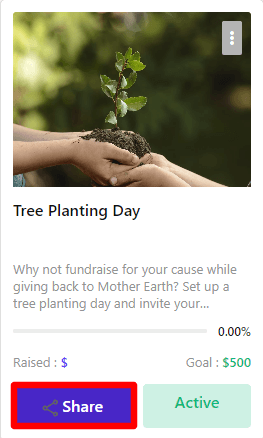 Tree Planting Day
Why not fundraise for your cause while
giving back to Mother Earth? Set up a
tree planting day and invite your...
0.00%
Raised : $ Goal : $500
Share Active